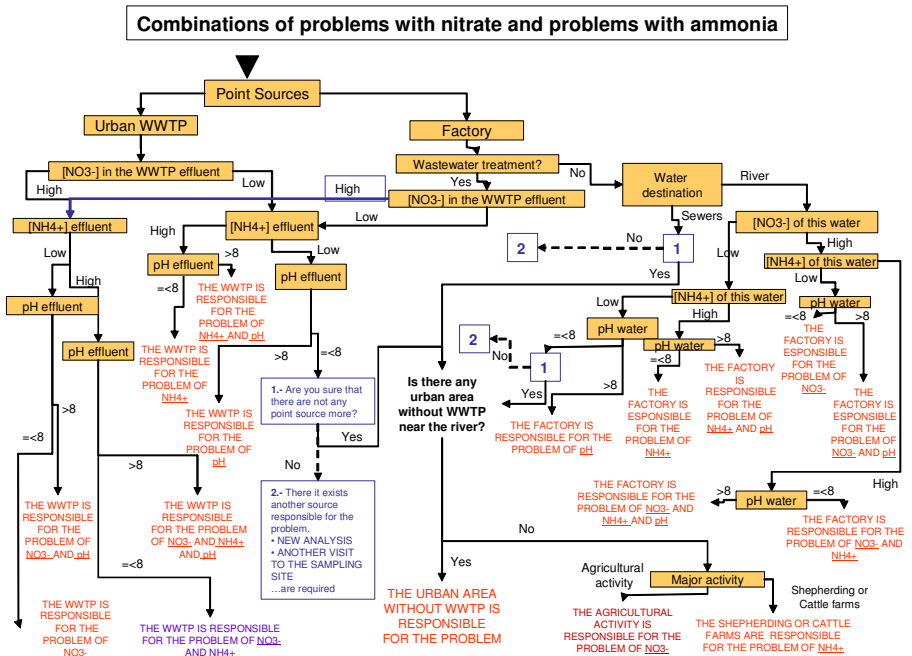 Combinations of problems with nitrate and problems with ammonia
Point Sources
Urban WWTP
Factory
[NO3-] in the WWTP effluent
Wastewater treatment?
No
Water
destination
River
High
Low
High
Yes
[NO3-] in the WWTP effluent
Sewers
[NO3-] of this water
[NH4+] effluent
High
[NH4+] effluent
Low
2
No
1
Low
High
[NH4+] of this water
Low
High
pH effluent
>8
Low
pH effluent
Yes
Low
[NH4+] of this water
Low
pH water
pH effluent
=<8
THE WWTP IS
RESPONSIBLE
FOR THE
PROBLEM OF
NH4+ AND pH
High
pH water
=<8
>8
pH effluent
THE WWTP IS
RESPONSIBLE
FOR THE
PROBLEM OF
NH4+
>8
=<8
2
No
=<8
1
pH water
=<8
>8
THE
FACTORY IS
ESPONSIBLE
FOR THE
PROBLEM OF
NO3-
Yes
>8
THE
FACTORY IS
ESPONSIBLE
FOR THE
PROBLEM OF
NH4+
THE FACTORY
IS
RESPONSIBLE
FOR THE
PROBLEM OF
NH4+ AND pH
THE
FACTORY IS
ESPONSIBLE
FOR THE
PROBLEM OF
NO3- AND pH
1.- Are you sure that
there are not any
point source more?
Is there any
urban area
without WWTP
near the river?
THE WWTP IS
RESPONSIBLE
FOR THE
PROBLEM OF
pH
THE FACTORY IS
RESPONSIBLE FOR THE
PROBLEM OF pH
=<8
>8
Yes
No
>8
THE WWTP IS
RESPONSIBLE
FOR THE
PROBLEM OF
NO3- AND pH
THE WWTP IS
RESPONSIBLE
FOR THE PROBLEM
OF NO3- AND NH4+
AND pH
2.- There it exists
another source
responsible for the
problem.
• NEW ANALYSIS
• ANOTHER VISIT
TO THE SAMPLING
SITE
…are required
THE FACTORY IS
RESPONSIBLE FOR THE
PROBLEM OF NO3- AND
NH4+ AND pH
>8
pH water
=<8
High
THE FACTORY IS
RESPONSIBLE FOR THE
PROBLEM OF NO3- AND
NH4+
No
=<8
Yes
Agricultural
activity
Major activity
Shepherding or
Cattle farms
THE WWTP IS
RESPONSIBLE
FOR THE
PROBLEM OF
NO3-
THE WWTP IS RESPONSIBLE
FOR THE PROBLEM OF NO3-
AND NH4+
THE URBAN AREA
WITHOUT WWTP IS
RESPONSIBLE
FOR THE PROBLEM
THE AGRICULTURAL
ACTIVITY IS
RESPONSIBLE FOR THE
PROBLEM OF NO3-
THE SHEPHERDING OR CATTLE
FARMS ARE RESPONSIBLE
FOR THE PROBLEM OF NH4+